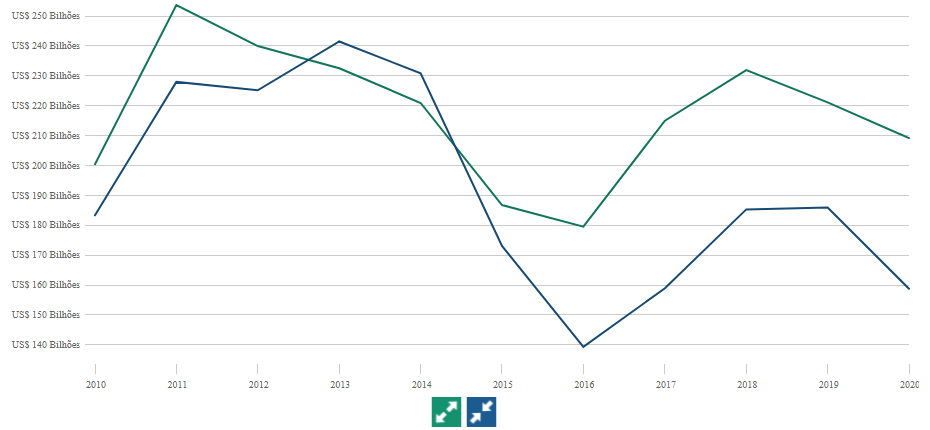 US$ 250 Bilhões
US$ 240 Bilhões
US$ 230 Bilhões
US$ 220 Bilhões
US$ 210 Bilhões
US$ 200 Bilhões
US$ 190 Bilhões
US$ 180 Bilhões
US$ 170 Bilhões
US$ 160 Bilhões
US$ 150 Bilhões
US$ 140 Bilhões
2010 2011 2012 2013 2014 2015 2016 2017 2018 2019 2020